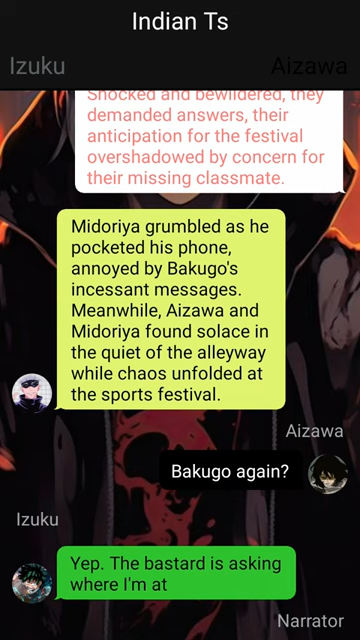 Indian Ts
Izuku
Aizawa
Shocked and bewildered, they
demanded answers, their
anticipation for the festival
overshadowed by concern for
their missing classmate.
Midoriya grumbled as he
pocketed his phone,
annoyed by Bakugo's
incessant messages.
Meanwhile, Aizawa and
Midoriya found solace in
the quiet of the alleyway
while chaos unfolded at
the sports festival.
Aizawa
Bakugo again?
Izuku
Yep. The bastard is asking
where I'm at
Narrator